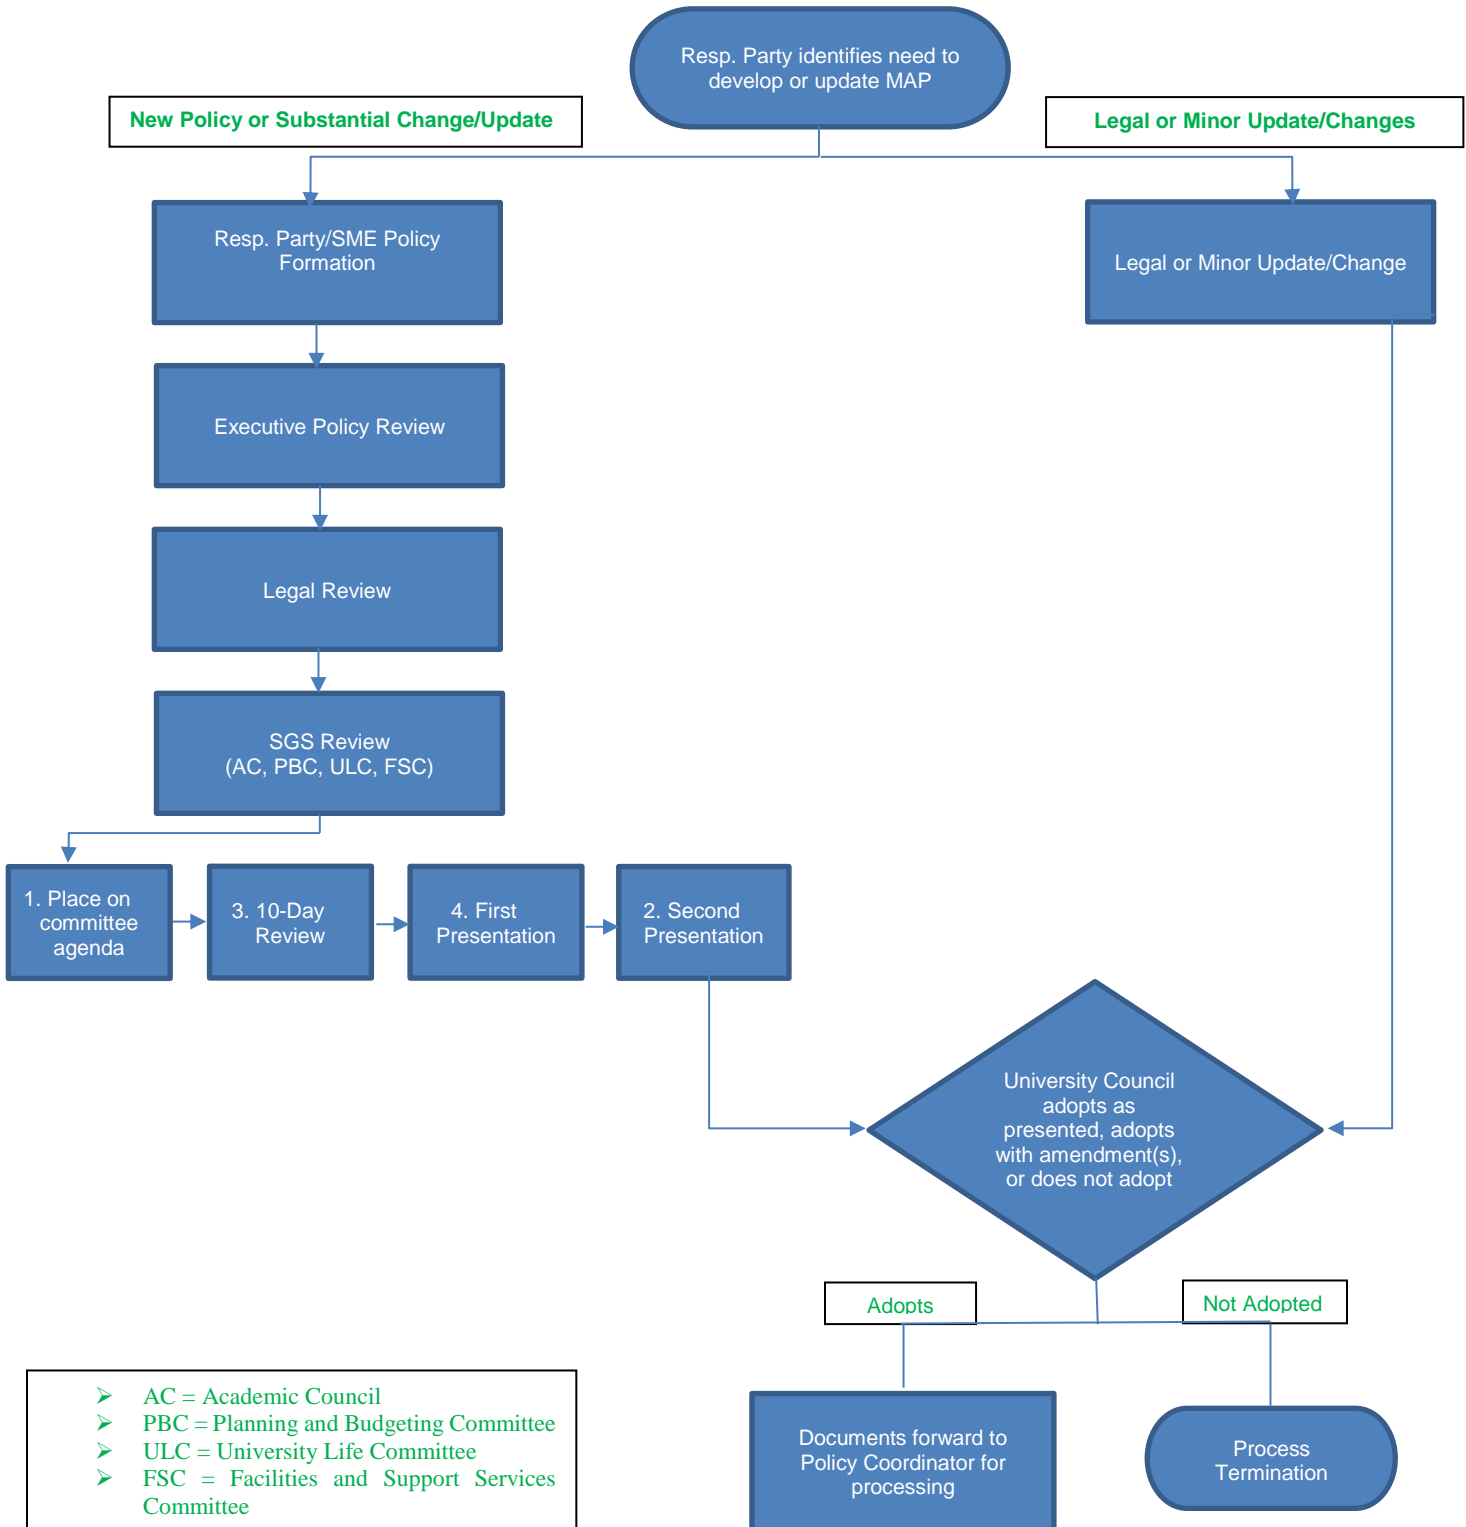 Resp. Party identifies need to
develop or update MAP
New Policy or Substantial Change/Update
Legal or Minor Update/Changes
Resp. Party/SME Policy
Formation
Legal or Minor Update/Change
Executive Policy Review
Legal Review
SGS Review
(AC, PBC, ULC, FSC)
1. Place on
committee
agenda
3. 10-Day
Review
4. First
Presentation
2. Second
Presentation
University Council
adopts as
presented, adopts
with amendment(s),
or does not adopt
Adopts
Not Adopted
➢ AC = Academic Council
➢ PBC = Planning and Budgeting Committee
➢ ULC = University Life Committee
➢ FSC = Facilities and Support Services
Committee
Documents forward to
Policy Coordinator for
processing
Process
Termination